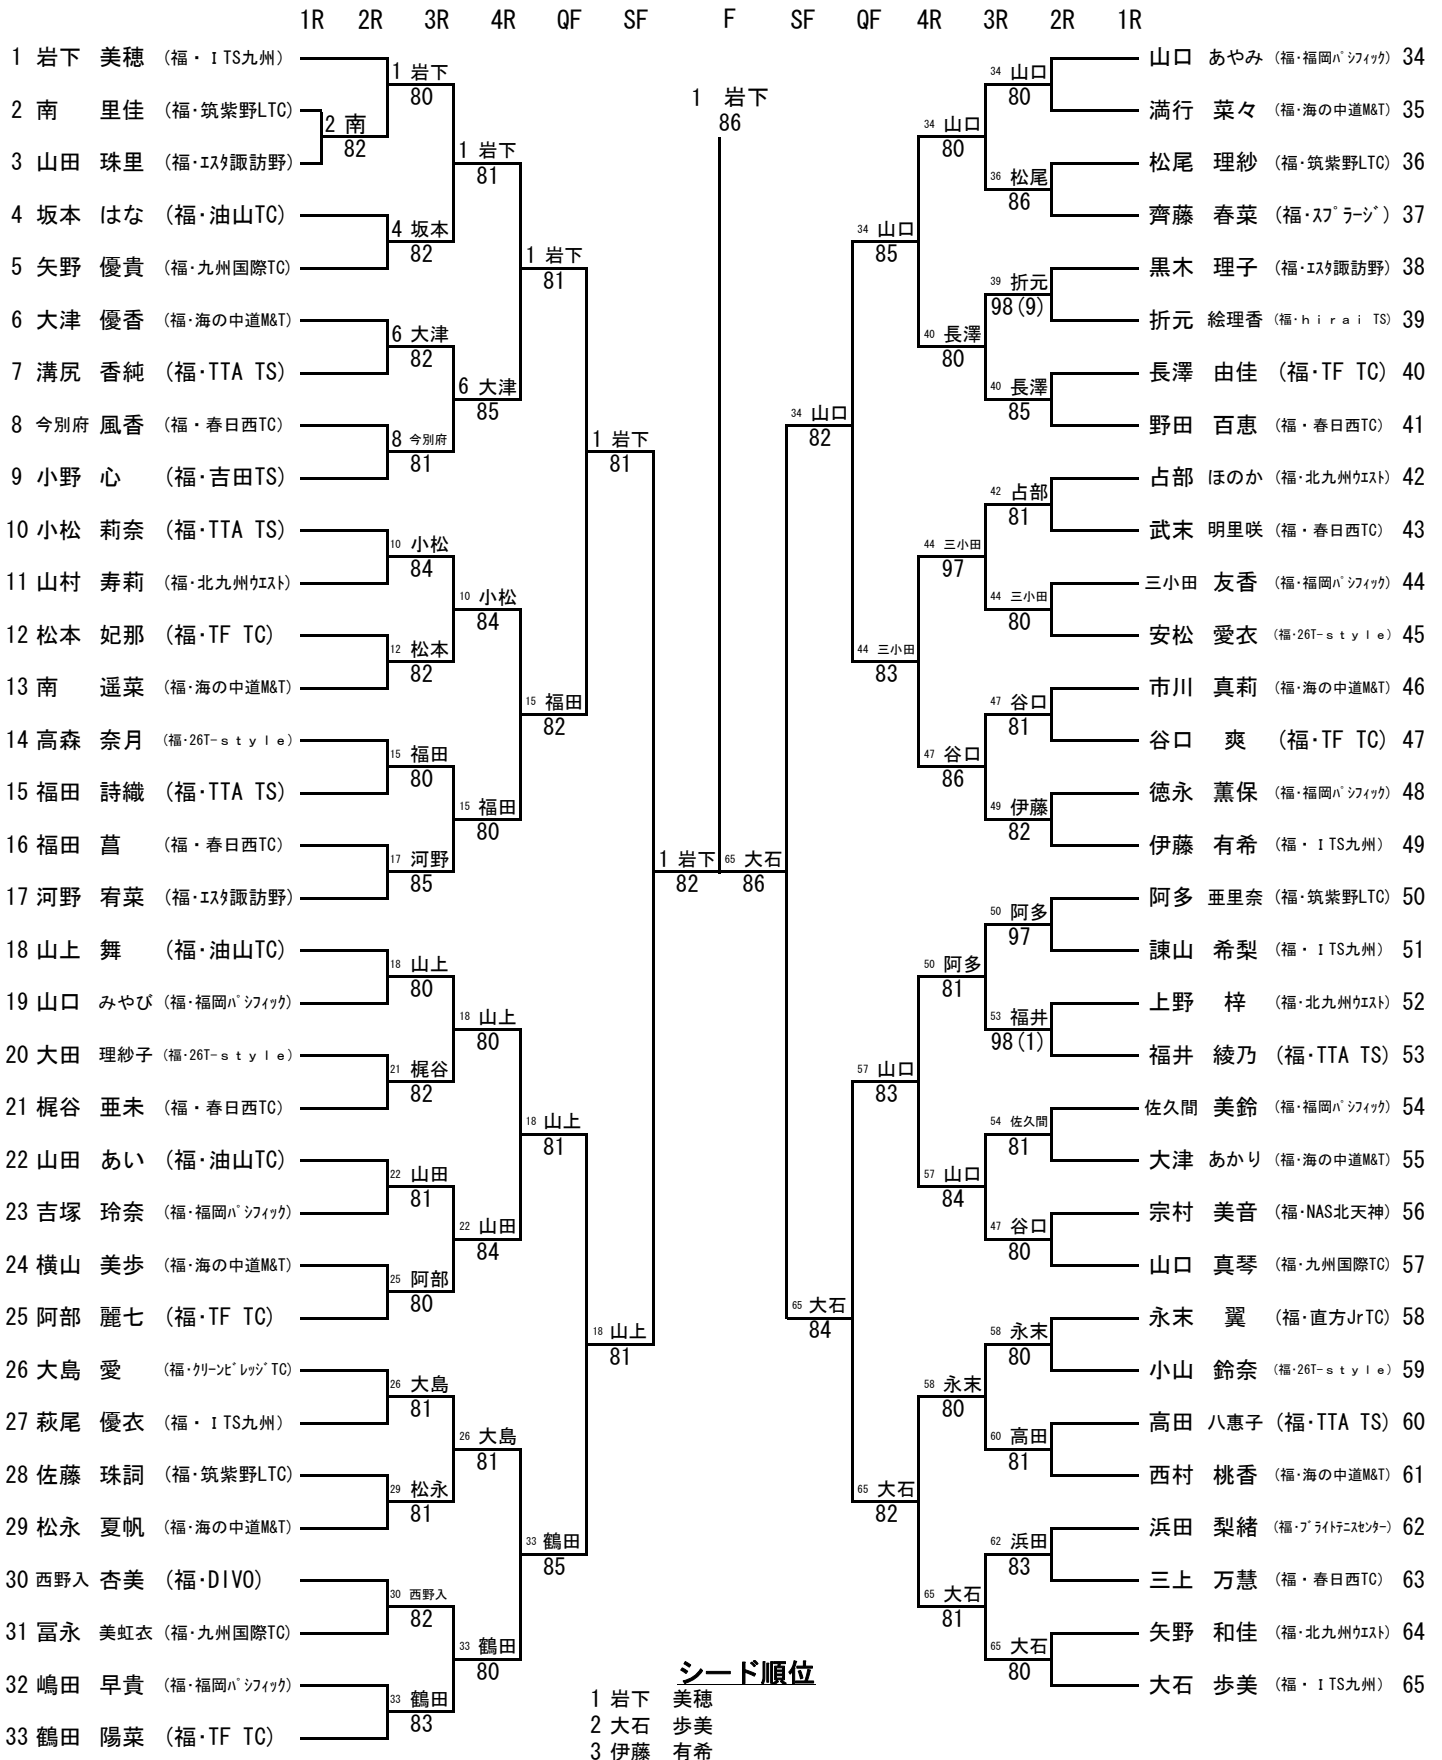 1R 2R 3R 4R QF SF F SF QF 4R 3R 2R 1R
1 岩下 美穂 (福・ITS九州)
2 南 里佳 (福・筑紫野LTC)
3 山田 珠里 (福・エスタ諏訪野)
4 坂本 はな (福・油山TC)
5 矢野 優貴 (福・九州国際TC)
6 大津 優香 (福・海の中道M&T)
7 溝尻 香純 (福・TTA TS)
8 今別府 風香 (福・春日西TC)
9 小野 心 (福・吉田TS)
10 小松 莉奈 (福・TTA TS)
11 山村 寿莉 (福・北九州ウエスト)
12 松本 妃那 (福・TF TC)
13 南 遥菜 (福・海の中道M&T)
14 高森 奈月 (福・26T-style)
15 福田 詩織 (福・TTA TS)
16 福田 菖 (福・春日西TC)
17 河野 宥菜 (福・エスタ諏訪野)
18 山上 舞 (福・油山TC)
19 山口 みやび (福・福岡パシフィック)
20 大田 理紗子 (福・26T-style)
21 梶谷 亜未 (福・春日西TC)
22 山田 あい (福・油山TC)
23 吉塚 玲奈 (福・福岡パシフィック)
24 横山 美歩 (福・海の中道M&T)
25 阿部 麗七 (福・TF TC)
26 大島 愛 (福・グリーンビレッジTC)
27 萩尾 優衣 (福・ITS九州)
28 佐藤 珠詞 (福・筑紫野LTC)
29 松永 夏帆 (福・海の中道M&T)
30 西野入 杏美 (福・DIVO)
31 冨永 美虹衣 (福・九州国際TC)
32 嶋田 早貴 (福・福岡パシフィック)
33 鶴田 陽菜 (福・TF TC)
2 南
82
1 岩下
80
4 坂本
82
6 大津
82
8 今別府
81
10 小松
84
12 松本
82
15 福田
80
17 河野
85
18 山上
80
21 梶谷
82
22 山田
81
25 阿部
80
26 大島
81
29 松永
81
30 西野入
82
33 鶴田
83
1 岩下
81
6 大津
85
10 小松
84
15 福田
80
18 山上
80
22 山田
84
26 大島
81
33 鶴田
80
1 岩下
81
15 福田
82
18 山上
81
33 鶴田
85
1 岩下
81
18 山上
81
1 岩下
82
1 岩下
86
65 大石
86
34 山口
82
65 大石
84
34 山口
85
44 三小田
83
57 山口
83
65 大石
82
34 山口
80
40 長澤
80
44 三小田
97
47 谷口
86
50 阿多
81
57 山口
84
58 永末
80
65 大石
81
34 山口
80
36 松尾
86
39 折元
98(9)
40 長澤
85
42 占部
81
44 三小田
80
47 谷口
81
49 伊藤
82
50 阿多
97
53 福井
98(1)
54 佐久間
81
47 谷口
80
58 永末
80
60 高田
81
62 浜田
83
65 大石
80
山口 あやみ (福・福岡パシフィック) 34
満行 菜々 (福・海の中道M&T) 35
松尾 理紗 (福・筑紫野LTC) 36
齊藤 春菜 (福・スプラージ) 37
黒木 理子 (福・エスタ諏訪野) 38
折元 絵理香 (福・hirai TS) 39
長澤 由佳 (福・TF TC) 40
野田 百恵 (福・春日西TC) 41
占部 ほのか (福・北九州ウエスト) 42
武末 明里咲 (福・春日西TC) 43
三小田 友香 (福・福岡パシフィック) 44
安松 愛衣 (福・26T-style) 45
市川 真莉 (福・海の中道M&T) 46
谷口 爽 (福・TF TC) 47
徳永 薫保 (福・福岡パシフィック) 48
伊藤 有希 (福・ITS九州) 49
阿多 亜里奈 (福・筑紫野LTC) 50
諌山 希梨 (福・ITS九州) 51
上野 梓 (福・北九州ウエスト) 52
福井 綾乃 (福・TTA TS) 53
佐久間 美鈴 (福・福岡パシフィック) 54
大津 あかり (福・海の中道M&T) 55
宗村 美音 (福・NAS北天神) 56
山口 真琴 (福・九州国際TC) 57
永末 翼 (福・直方JrTC) 58
小山 鈴奈 (福・26T-style) 59
高田 八恵子 (福・TTA TS) 60
西村 桃香 (福・海の中道M&T) 61
浜田 梨緒 (福・ブライトテニスセンター) 62
三上 万慧 (福・春日西TC) 63
矢野 和佳 (福・北九州ウエスト) 64
大石 歩美 (福・ITS九州) 65
シード順位
1 岩下 美穂
2 大石 歩美
3 伊藤 有希